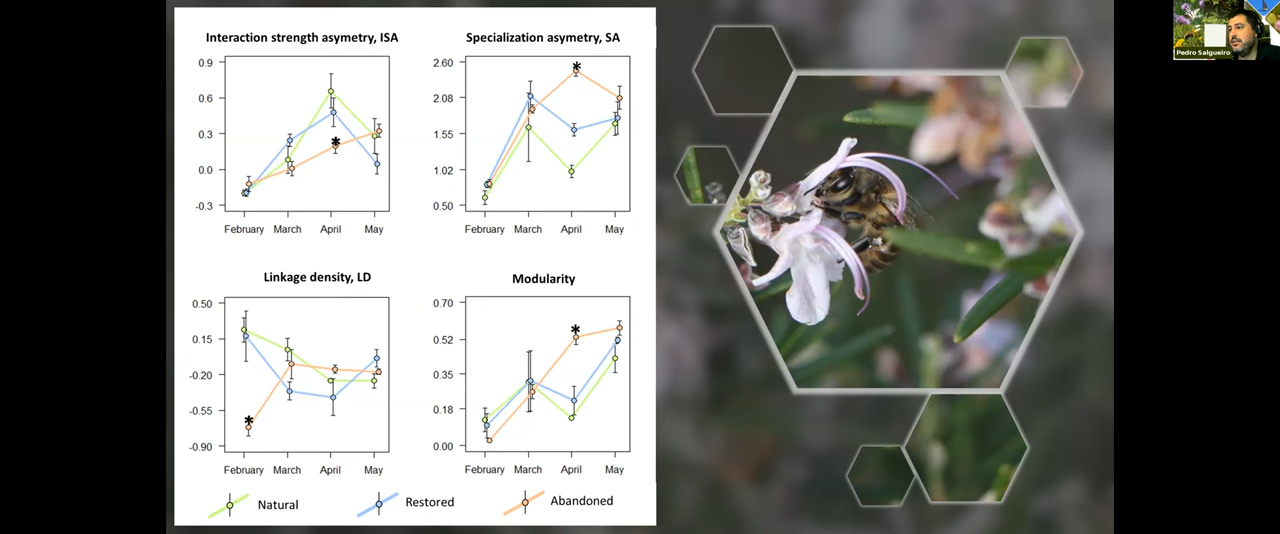 Interaction strength asymetry, ISA
0.9
0.6
0.3
0.0
-0.3
February March April May
*
Specialization asymetry, SA
2.60
2.08
1.55
1.02
0.50
February March April May
*
Linkage density, LD
0.50
0.15
-0.20
-0.55
-0.90
February March April May
*
Modularity
0.70
0.52
0.35
0.18
0.00
February March April May
*
Natural Restored Abandoned
Pedro Salgueiro